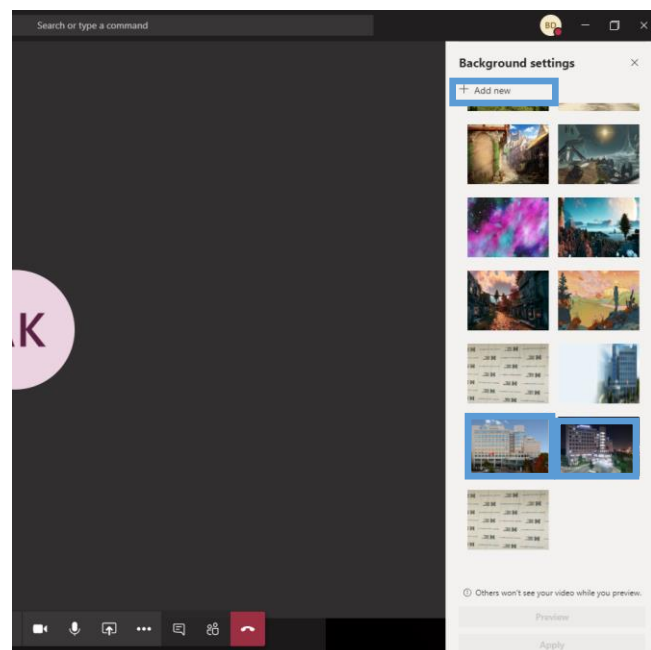 Search or type a command
BD
Background settings
+ Add new
K
Others won't see your video while you preview.
Preview
Apply